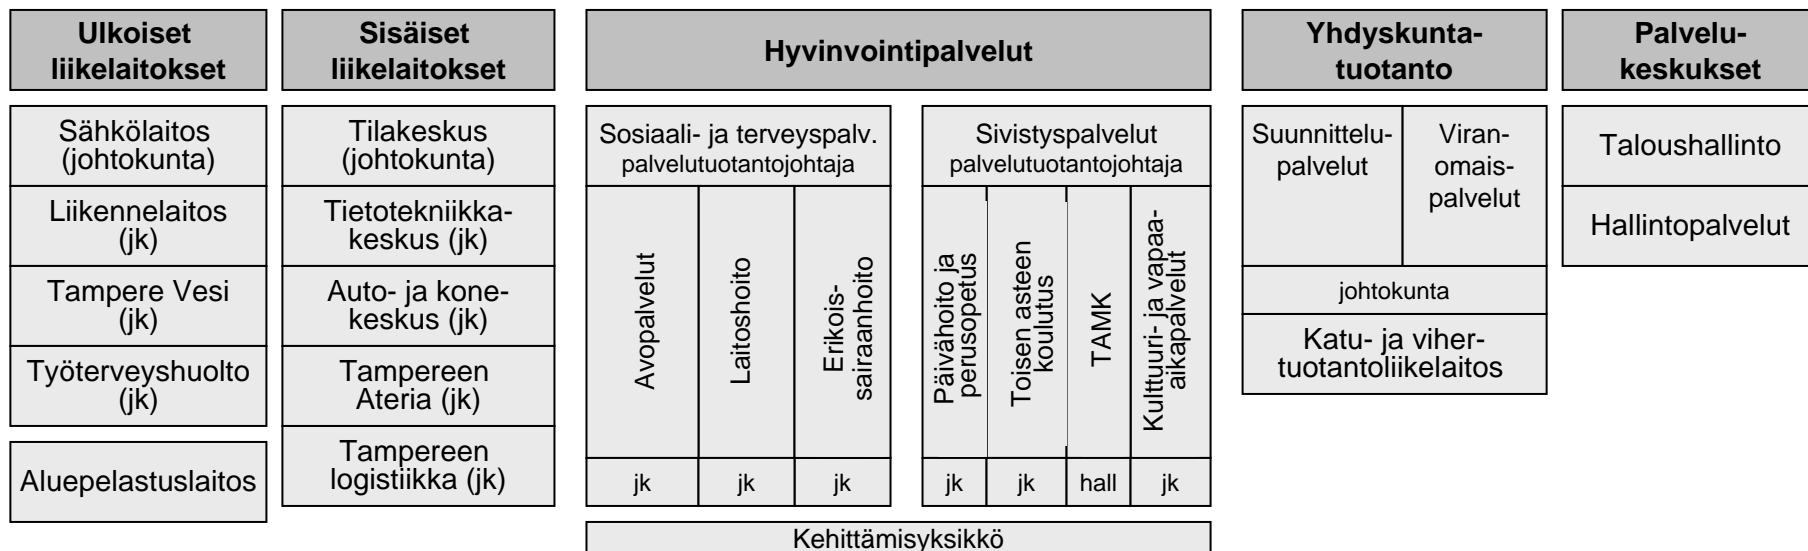 Ulkoiset
liikelaitokset
Sähkölaitos
(johtokunta)
Liikennelaitos
(jk)
Tampere Vesi
(jk)
Työterveyshuolto
(jk)
Aluepelastuslaitos
Sisäiset
liikelaitokset
Tilakeskus
(johtokunta)
Tietotekniikka-
keskus (jk)
Auto- ja kone-
keskus (jk)
Tampereen
Ateria (jk)
Tampereen
logistiikka (jk)
Hyvinvointipalvelut
Sosiaali- ja terveyspalv.
palvelutuotantojohtaja
Avopalvelut
Laitoshoito
Erikois-
sairaanhoito
jk
jk
jk
Sivistyspalvelut
palvelutuotantojohtaja
Päivähoito ja
perusopetus
Toisen asteen
koulutus
TAMK
Kulttuuri- ja vapaa-
aikapalvelut
jk
jk
hall
jk
Kehittämisyksikkö
Yhdyskunta-
tuotanto
Suunnittelu-
palvelut
Viran-
omais-
palvelut
johtokunta
Katu- ja viher-
tuotantoliikelaitos
Palvelu-
keskukset
Taloushallinto
Hallintopalvelut